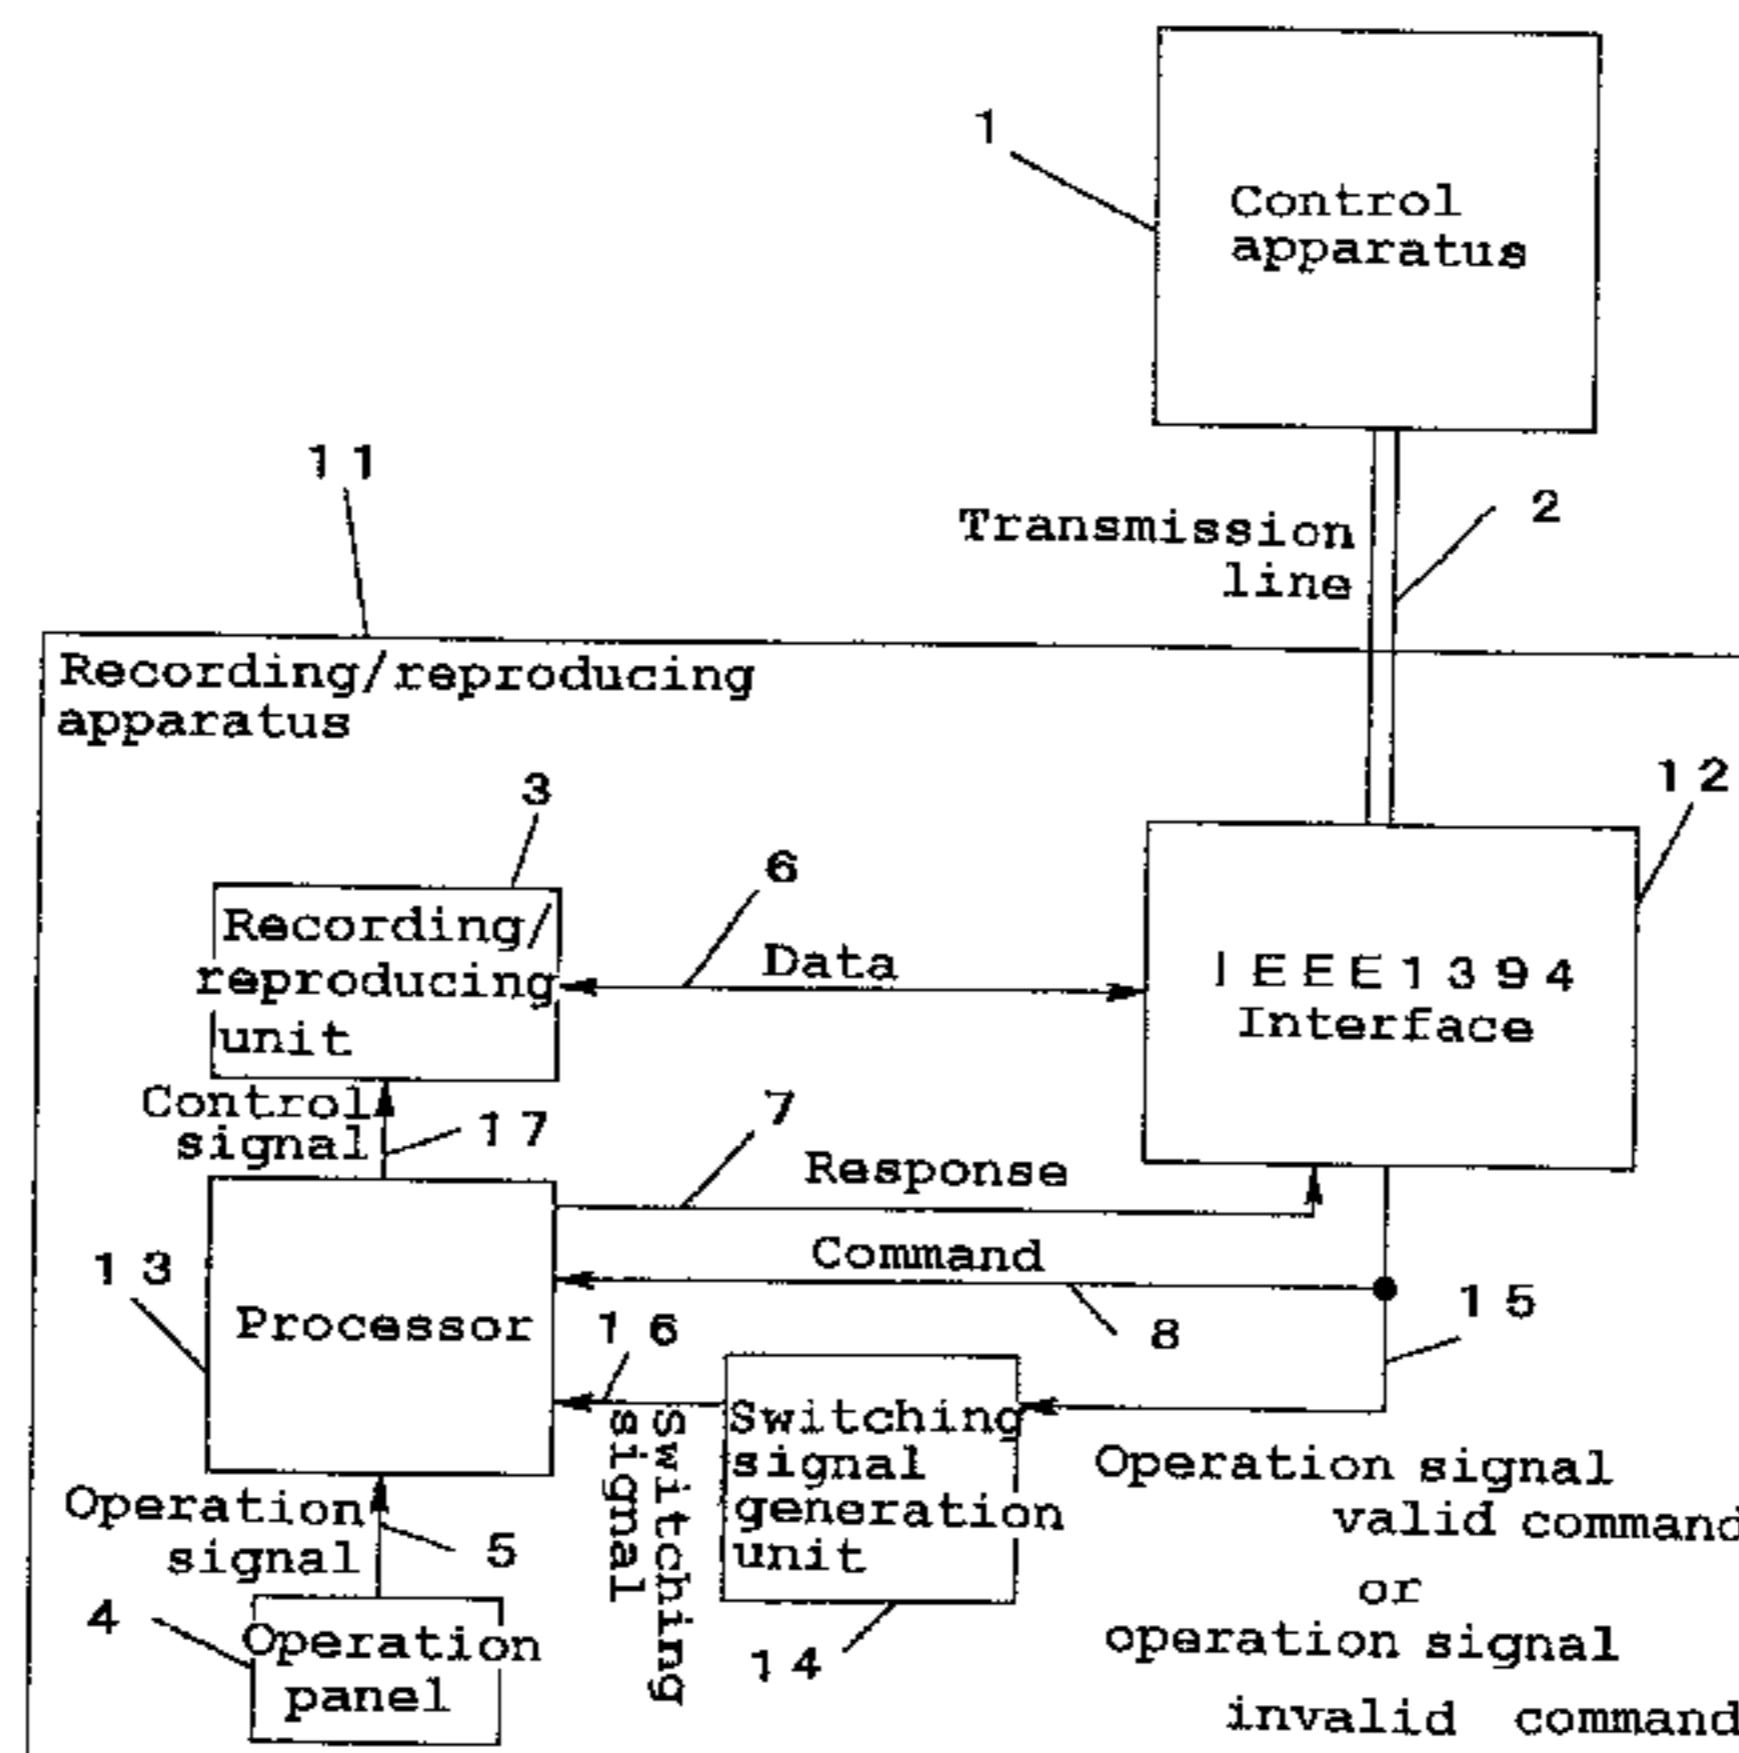 1
Control
apparatus
11
Transmission
line
2
Recording/reproducing
apparatus
3
12
6
Recording/
reproducing
unit
Data
IEEE1394
Interface
Control
signal
17
7
Response
13
Command
Processor
16
8
15
Switching
signal
Switching
signal
generation
unit
Operation signal
valid command
or
operation signal
invalid command
Operation
signal
5
4
Operation
panel
14